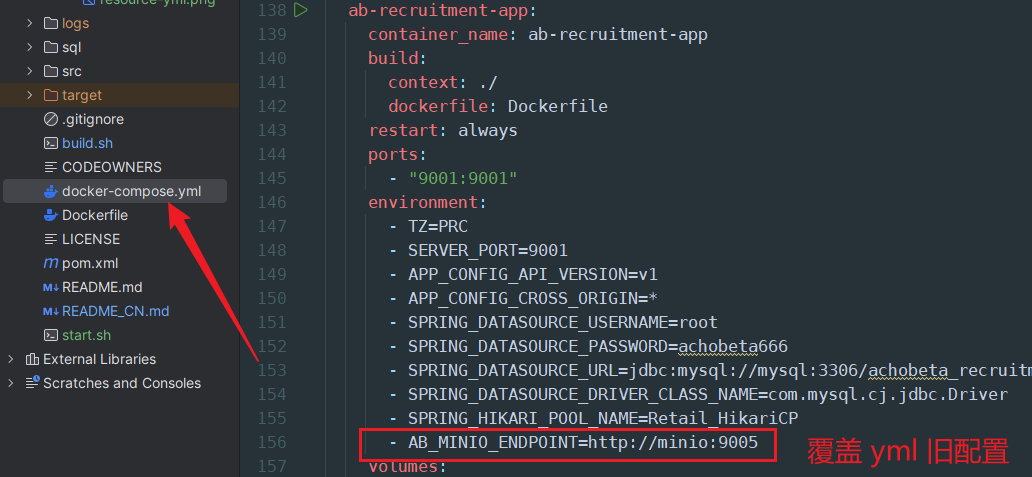 resource-yml.png
logs
sql
src
target
.gitignore
build.sh
CODEOWNERS
docker-compose.yml
Dockerfile
LICENSE
pom.xml
README.md
README_CN.md
start.sh
External Libraries
Scratches and Consoles
138 ab-recruitment-app:
139 container_name: ab-recruitment-app
140 build:
141 context: ./
142 dockerfile: Dockerfile
143 restart: always
144 ports:
145 - "9001:9001"
146 environment:
147 - TZ=PRC
148 - SERVER_PORT=9001
149 - APP_CONFIG_API_VERSION=v1
150 - APP_CONFIG_CROSS_ORIGIN=*
151 - SPRING_DATASOURCE_USERNAME=root
152 - SPRING_DATASOURCE_PASSWORD=achobeta666
153 - SPRING_DATASOURCE_URL=jdbc:mysql://mysql:3306/achobeta_recruitm
154 - SPRING_DATASOURCE_DRIVER_CLASS_NAME=com.mysql.cj.jdbc.Driver
155 - SPRING_HIKARI_POOL_NAME=Retail_HikariCP
156 - AB_MINIO_ENDPOINT=http://minio:9005
覆盖 yml 旧配置
157 volumes: